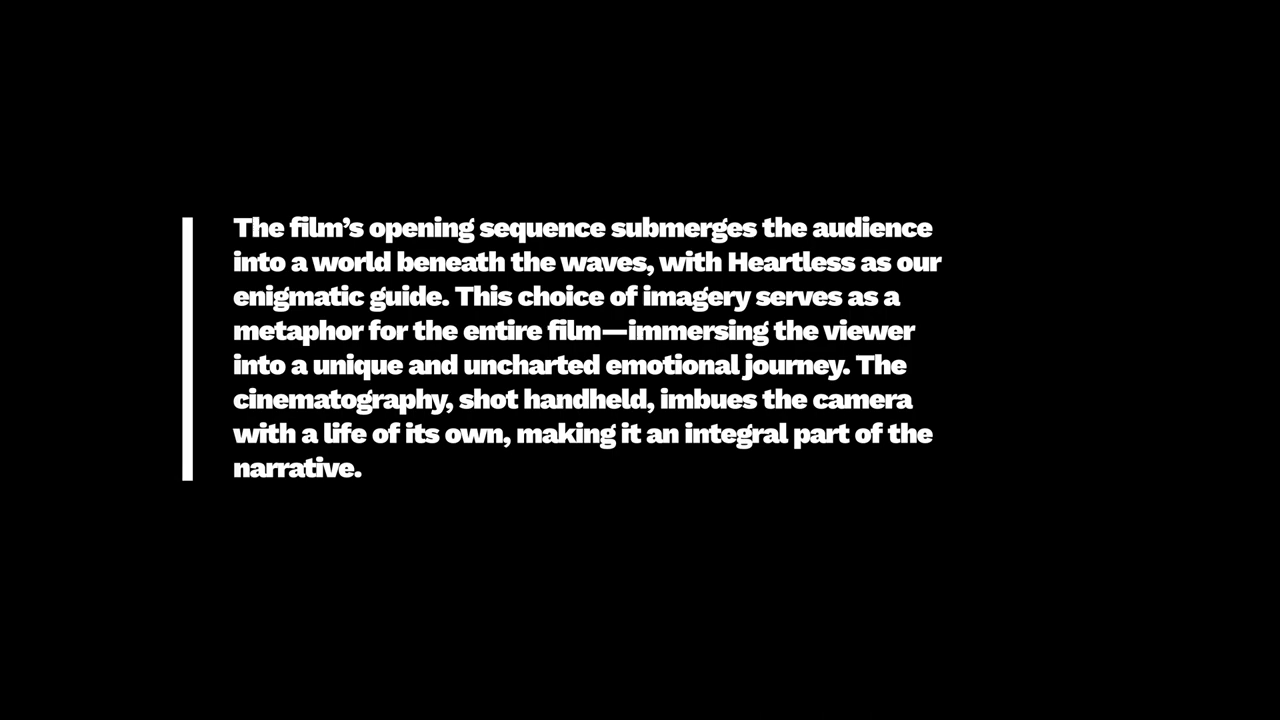 The film’s opening sequence submerges the audience
into a world beneath the waves, with Heartless as our
enigmatic guide. This choice of imagery serves as a
metaphor for the entire film—immersing the viewer
into a unique and uncharted emotional journey. The
cinematography, shot handheld, imbues the camera
with a life of its own, making it an integral part of the
narrative.